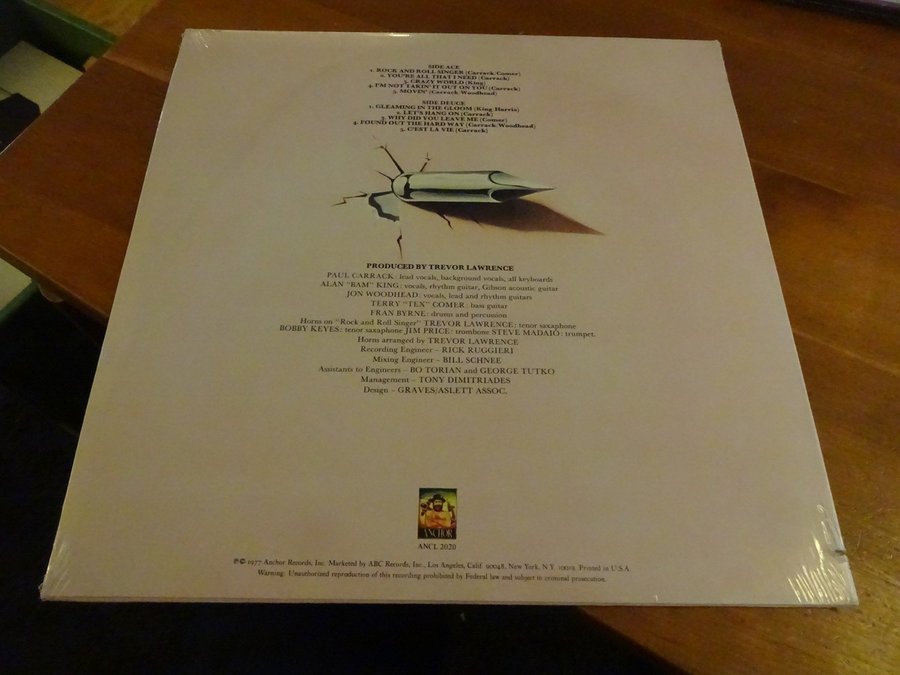 SIDE ACE
1. ROCK AND ROLL SINGER (Carrack/Comer)
2. YOU'RE ALL THAT I NEED (Carrack)
3. CRAZY WORLD (King)
4. I'M NOT TAKIN' IT OUT ON YOU (Carrack)
5. MOVIN' (Carrack/Woodhead)
SIDE DEUCE
1. GLEAMING IN THE GLOOM (King/Harris)
2. LET'S HANG ON (Carrack)
3. WHY DID YOU LEAVE ME (Comer)
4. FOUND OUT THE HARD WAY (Carrack/Woodhead)
5. C'EST LA VIE (Carrack)
PRODUCED BY TREVOR LAWRENCE
PAUL CARRACK: lead vocals, background vocals, all keyboards
ALAN "BAM" KING: vocals, rhythm guitar, Gibson acoustic guitar
JON WOODHEAD: vocals, lead and rhythm guitars
TERRY "TEX" COMER: bass guitar
FRAN BYRNE: drums and percussion
Horns on "Rock and Roll Singer" TREVOR LAWRENCE: tenor saxophone
BOBBY KEYES: tenor saxophone JIM PRICE: trombone STEVE MADAIO: trumpet.
Horns arranged by TREVOR LAWRENCE
Recording Engineer – RICK RUGGIERI
Mixing Engineer – BILL SCHNEE
Assistants to Engineers – BO TORIAN and GEORGE TUTKO
Management – TONY DIMITRIADES
Design – GRAVES/ASLETT ASSOC.
ANCHOR
ANCL 2020
℗© 1977 Anchor Records, Inc. Marketed by ABC Records, Inc., Los Angeles, Calif. 90048, New York, N.Y. 10019. Printed in U.S.A.
Warning: Unauthorized reproduction of this recording prohibited by Federal law and subject to criminal prosecution.